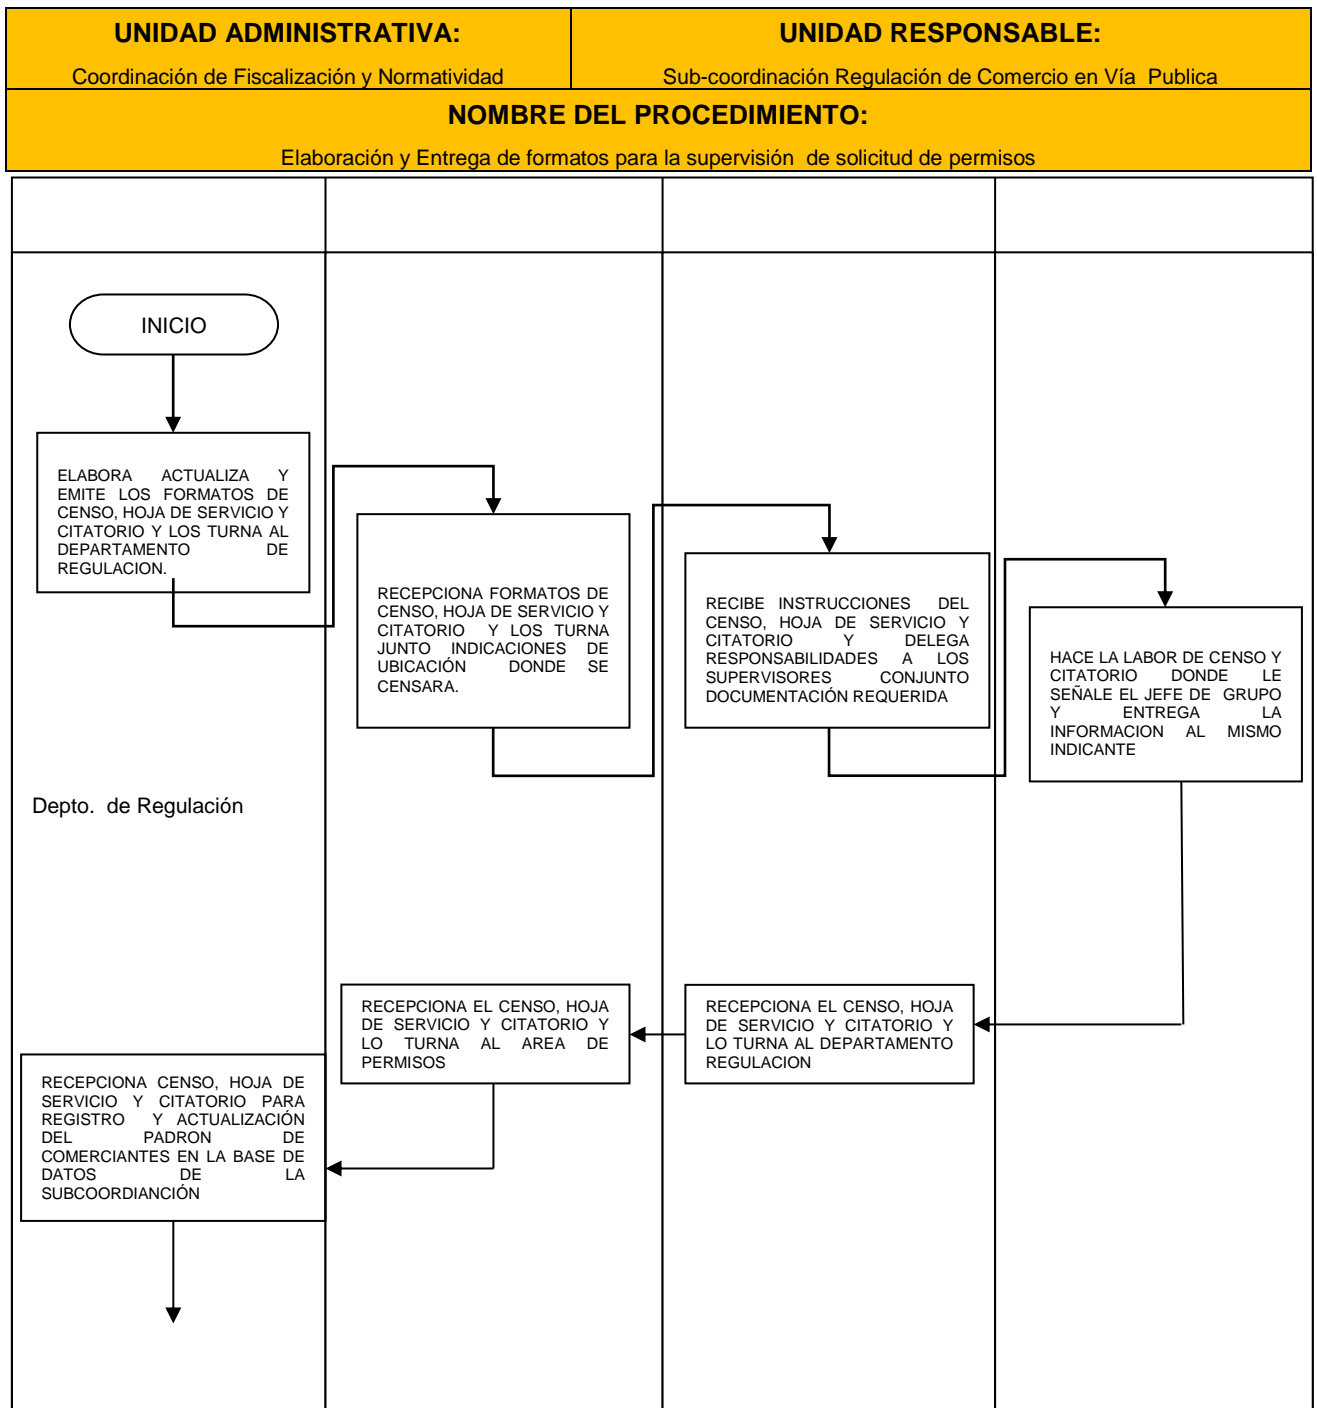 UNIDAD ADMINISTRATIVA:
Coordinación de Fiscalización y Normatividad
UNIDAD RESPONSABLE:
Sub-coordinación Regulación de Comercio en Vía Publica
NOMBRE DEL PROCEDIMIENTO:
Elaboración y Entrega de formatos para la supervisión de solicitud de permisos
INICIO
ELABORA ACTUALIZA Y
EMITE LOS FORMATOS DE
CENSO, HOJA DE SERVICIO Y
CITATORIO Y LOS TURNA AL
DEPARTAMENTO DE
REGULACION.
RECEPCIONA FORMATOS DE
CENSO, HOJA DE SERVICIO Y
CITATORIO Y LOS TURNA
JUNTO INDICACIONES DE
UBICACIÓN DONDE SE
CENSARA.
RECIBE INSTRUCCIONES DEL
CENSO, HOJA DE SERVICIO Y
CITATORIO Y DELEGA
RESPONSABILIDADES A LOS
SUPERVISORES CONJUNTO
DOCUMENTACIÓN REQUERIDA
HACE LA LABOR DE CENSO Y
CITATORIO DONDE LE
SEÑALE EL JEFE DE GRUPO
Y ENTREGA LA
INFORMACION AL MISMO
INDICANTE
Depto. de Regulación
RECEPCIONA EL CENSO, HOJA
DE SERVICIO Y CITATORIO Y
LO TURNA AL DEPARTAMENTO
REGULACION
RECEPCIONA EL CENSO, HOJA
DE SERVICIO Y CITATORIO Y
LO TURNA AL AREA DE
PERMISOS
RECEPCIONA CENSO, HOJA DE
SERVICIO Y CITATORIO PARA
REGISTRO Y ACTUALIZACIÓN
DEL PADRON DE
COMERCIANTES EN LA BASE DE
DATOS DE LA
SUBCOORDIANCIÓN